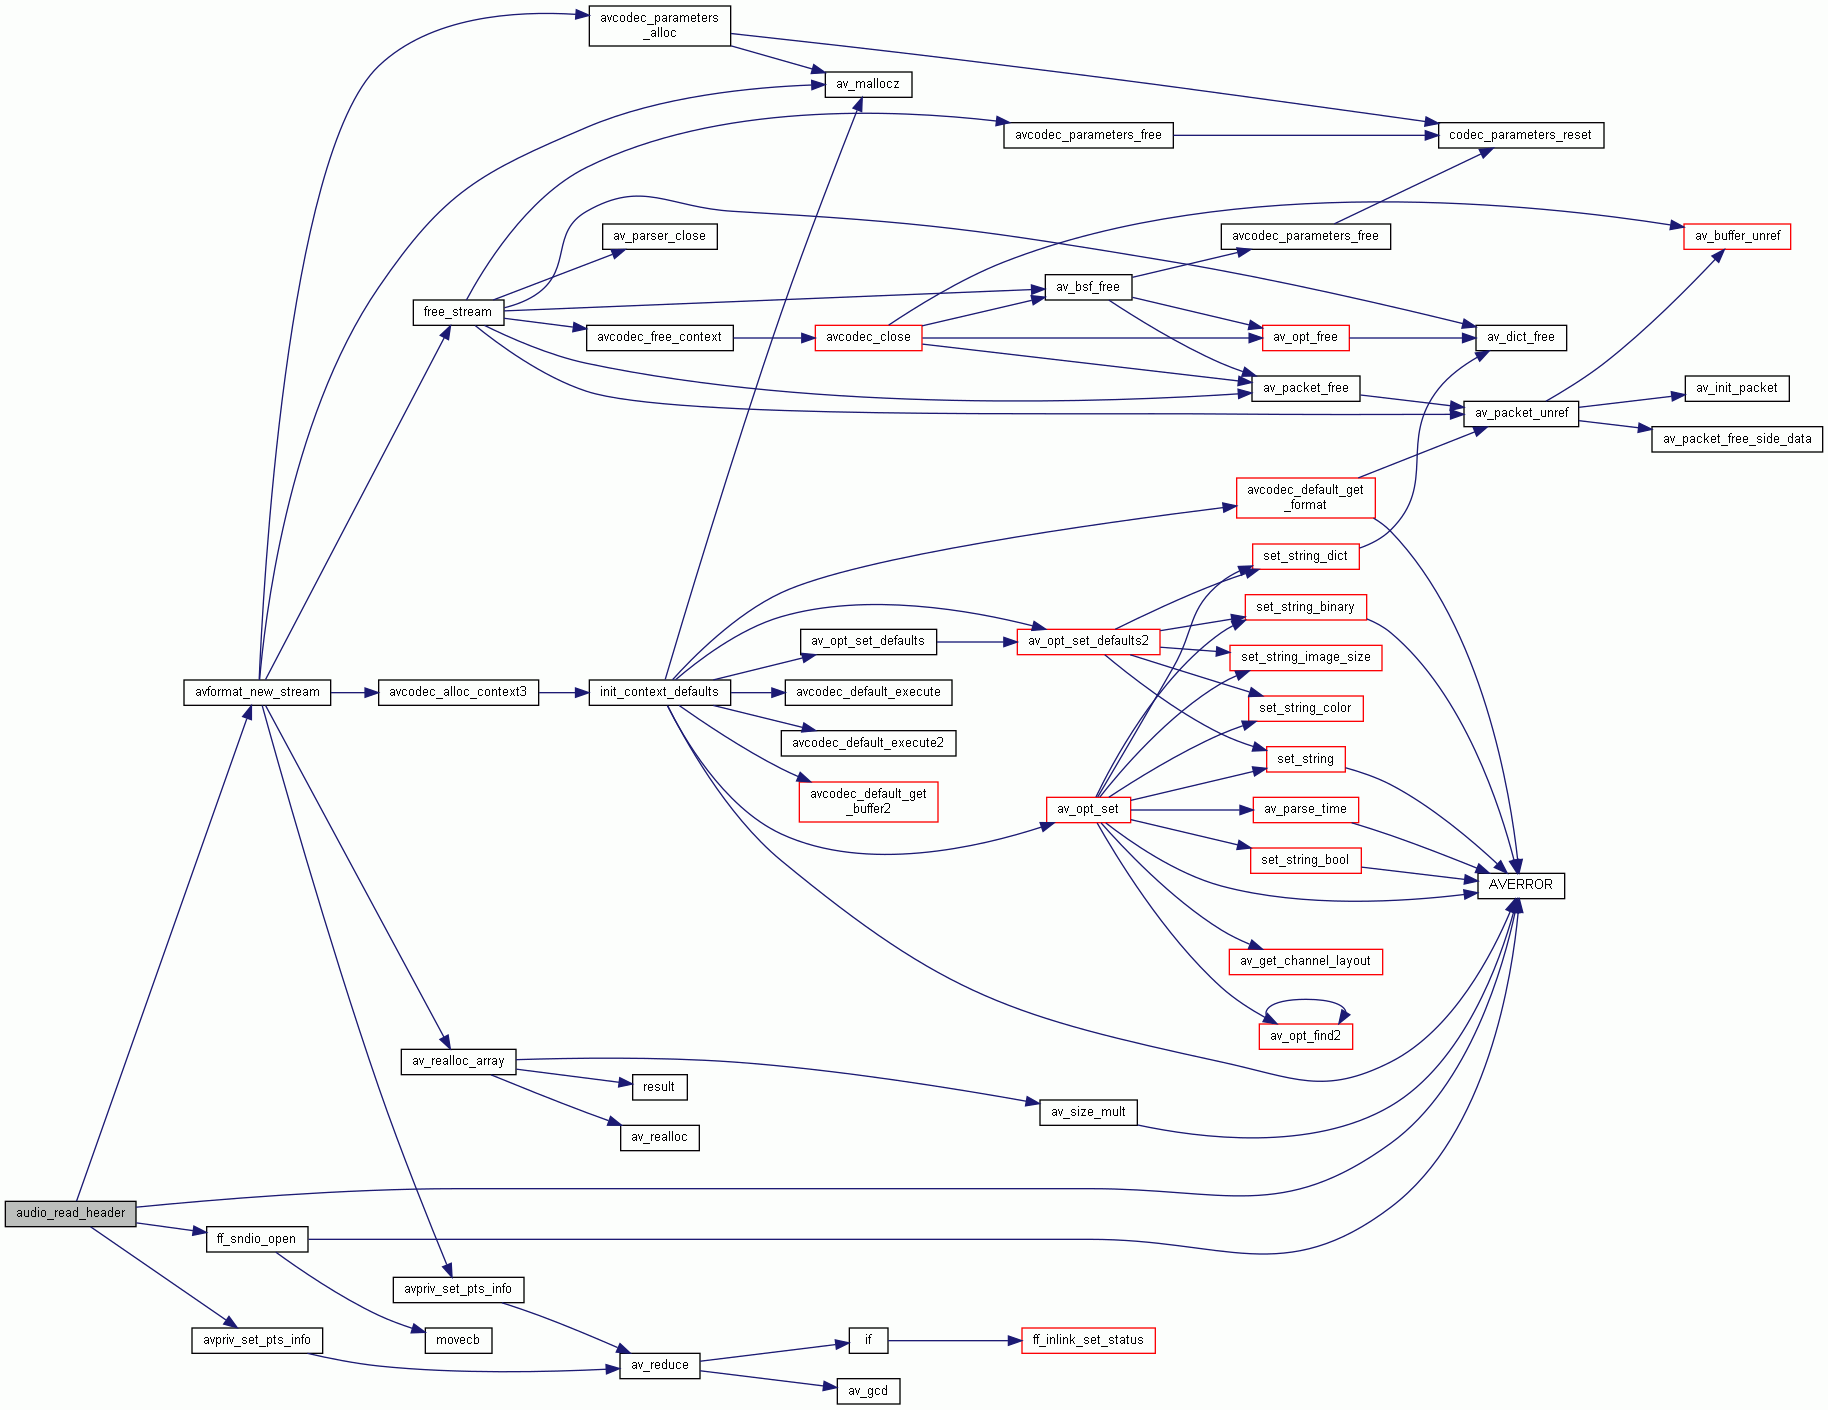 avcodec_parameters
_alloc
av_mallocz
avcodec_parameters_free
codec_parameters_reset
av_parser_close
avcodec_parameters_free
av_buffer_unref
av_bsf_free
free_stream
avcodec_free_context
avcodec_close
av_opt_free
av_dict_free
av_packet_free
av_init_packet
av_packet_unref
av_packet_free_side_data
avcodec_default_get
_format
set_string_dict
set_string_binary
av_opt_set_defaults
av_opt_set_defaults2
set_string_image_size
avformat_new_stream
avcodec_alloc_context3
init_context_defaults
avcodec_default_execute
set_string_color
avcodec_default_execute2
set_string
avcodec_default_get
_buffer2
av_opt_set
av_parse_time
set_string_bool
AVERROR
av_get_channel_layout
av_opt_find2
av_realloc_array
result
av_size_mult
av_realloc
audio_read_header
ff_sndio_open
avpriv_set_pts_info
avpriv_set_pts_info
movecb
if
ff_inlink_set_status
av_reduce
av_gcd